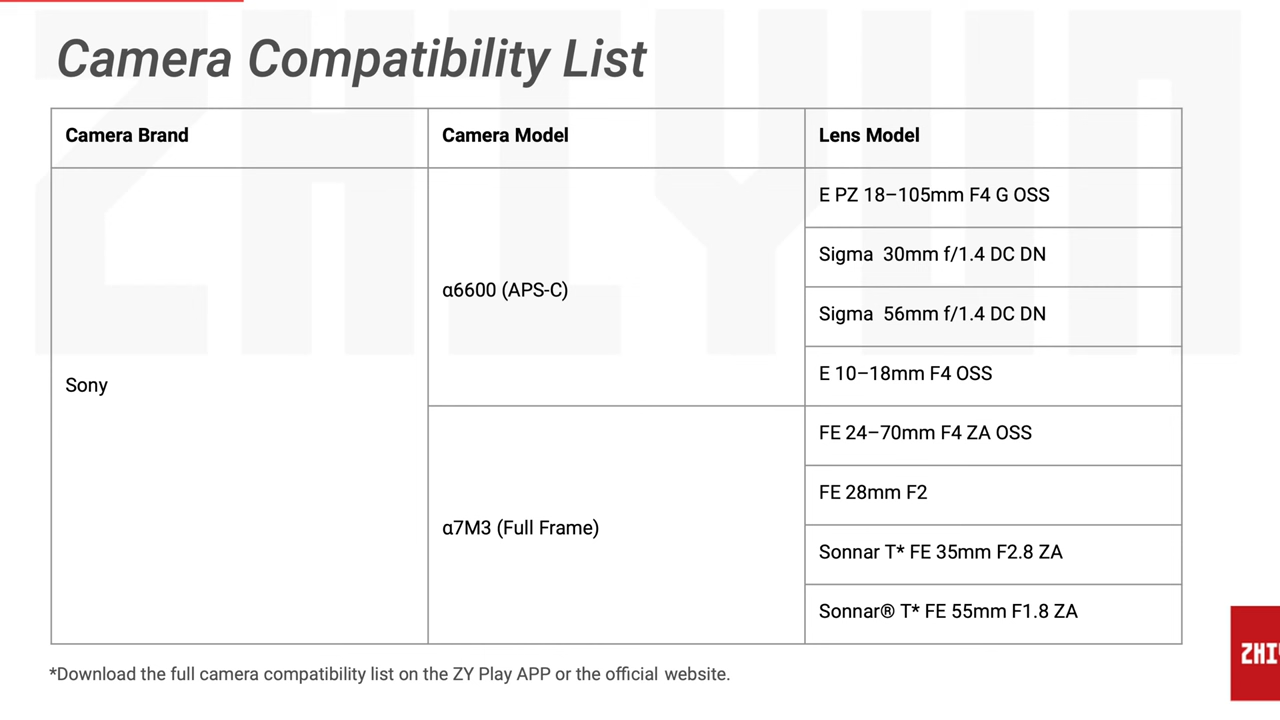 Camera Compatibility List
Camera Brand
Camera Model
Lens Model
Sony
α6600 (APS-C)
E PZ 18–105mm F4 G OSS
Sigma  30mm f/1.4 DC DN
Sigma  56mm f/1.4 DC DN
E 10–18mm F4 OSS
α7M3 (Full Frame)
FE 24–70mm F4 ZA OSS
FE 28mm F2
Sonnar T* FE 35mm F2.8 ZA
Sonnar® T* FE 55mm F1.8 ZA
*Download the full camera compatibility list on the ZY Play APP or the official website.
ZHIYUN